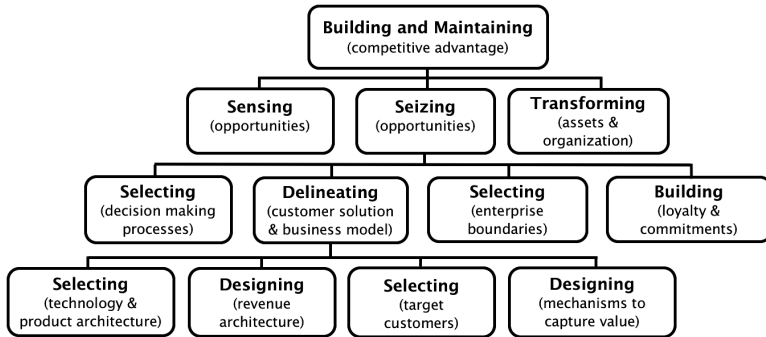 Building and Maintaining
(competitive advantage)
Sensing
(opportunities)
Seizing
(opportunities)
Transforming
(assets &
organization)
Selecting
(decision making
processes)
Delineating
(customer solution
& business model)
Selecting
(enterprise
boundaries)
Building
(loyalty &
commitments)
Selecting
(technology &
product architecture)
Designing
(revenue
architecture)
Selecting
(target
customers)
Designing
(mechanisms to
capture value)